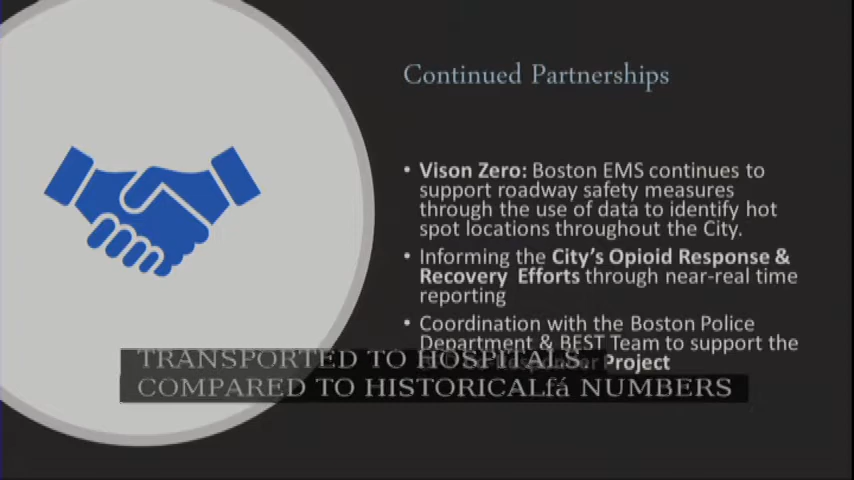 Continued Partnerships
• Vison Zero: Boston EMS continues to
support roadway safety measures
through the use of data to identify hot
spot locations throughout the City.
• Informing the City's Opioid Response &
Recovery Efforts through near-real time
reporting
• Coordination with the Boston Police
Department & BEST Team to support the
Project
TRANSPORTED TO HOSPITALS
COMPARED TO HISTORICALfá NUMBERS